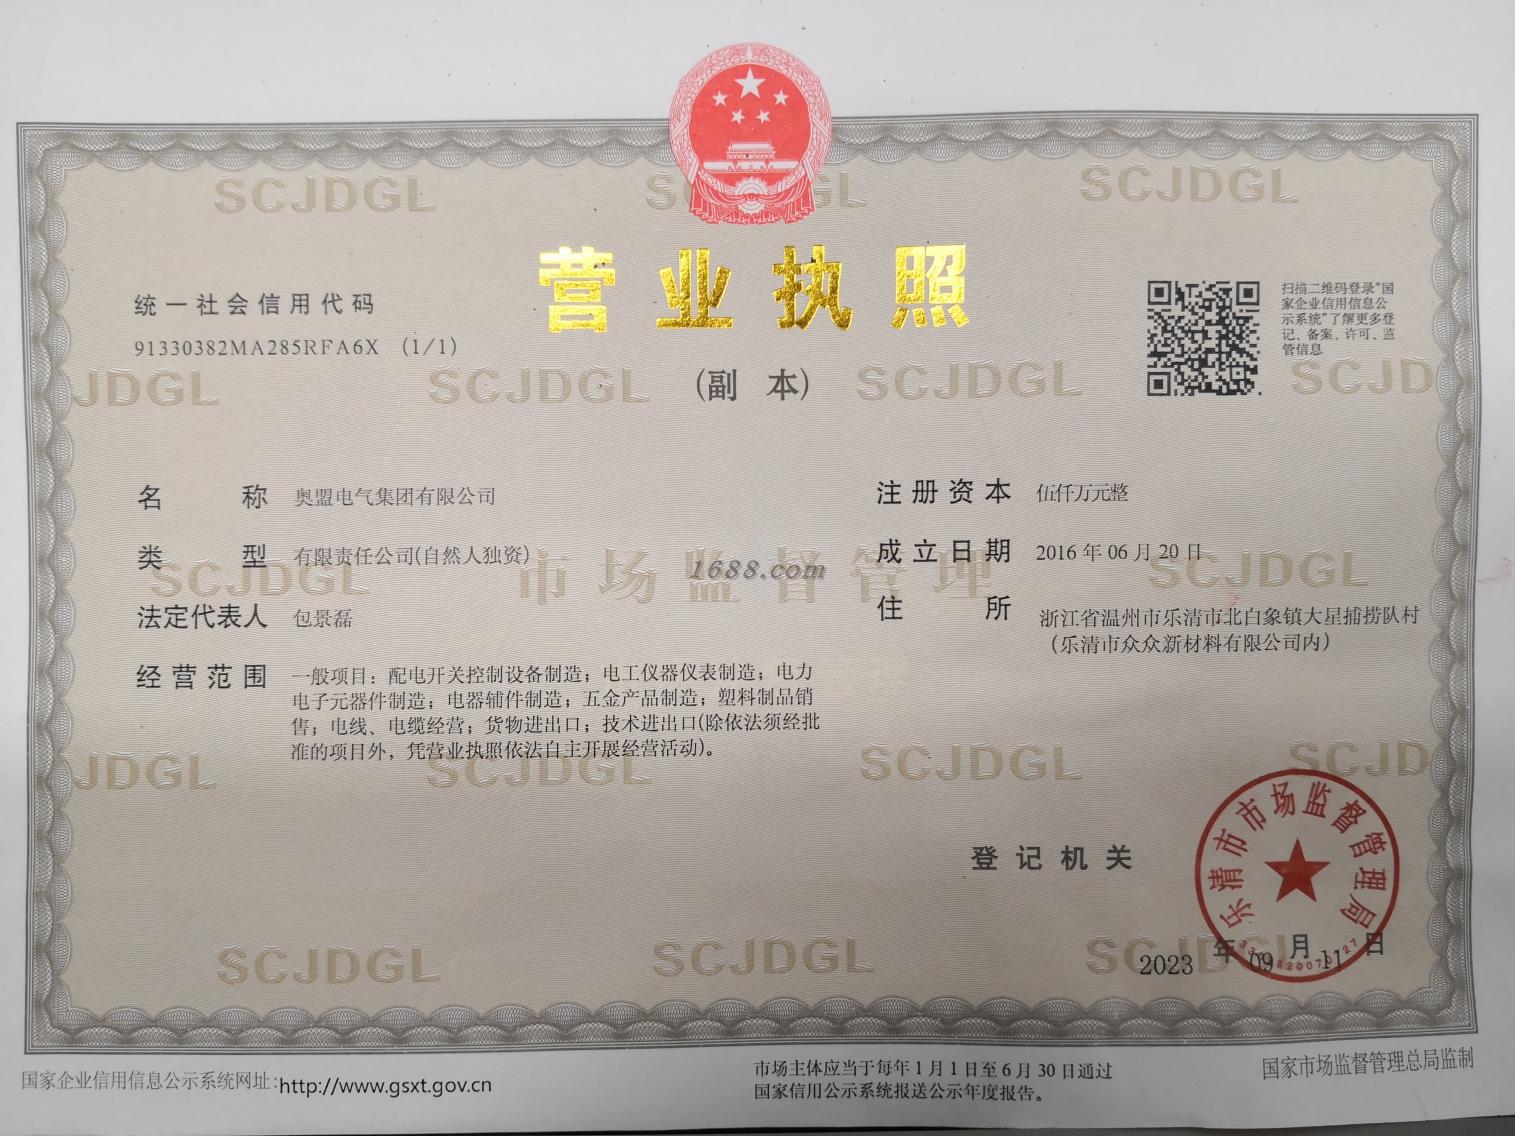 SCJDGL SCJDGL SCJDGL
营业执照
(副 本)
统一社会信用代码
91330382MA285RFA6X (1/1)
扫描二维码登录“国
家企业信用信息公
示系统”了解更多登
记、备案、许可、监
管信息
JDGL SCJDGL SCJDGL SCJD
名 称 奥盟电气集团有限公司
类 型 有限责任公司(自然人独资)
法定代表人 包景磊
经营范围 一般项目：配电开关控制设备制造；电工仪器仪表制造；电力
电子元器件制造；电器辅件制造；五金产品制造；塑料制品销
售；电线、电缆经营；货物进出口；技术进出口(除依法须经批
准的项目外，凭营业执照依法自主开展经营活动)。
注册资本 伍仟万元整
成立日期 2016 年 06 月 20 日
住 所 浙江省温州市乐清市北白象镇大星捕捞队村
（乐清市众众新材料有限公司内）
SCJDGL 市场监督管理 SCJDGL
1688.com
JDGL SCJDGL SCJDGL SCJD
登记机关
乐清市市场监督管理局
2023 年 09 月 11 日
SCJDGL SCJDGL SCJDGL
国家企业信用信息公示系统网址：http://www.gsxt.gov.cn
市场主体应当于每年 1 月 1 日至 6 月 30 日通过
国家信用公示系统报送公示年度报告。
国家市场监督管理总局监制